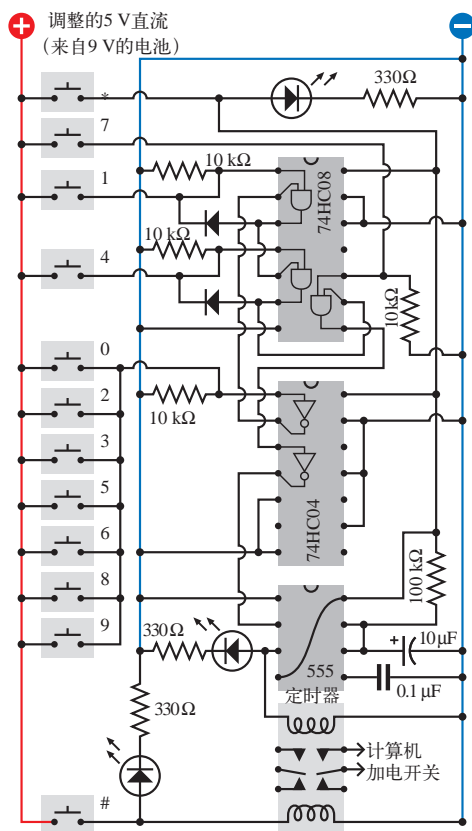 调整的5 V直流
（来自9 V的电池）
330Ω
*
7
10 kΩ
1
74HC08
10 kΩ
4
10kΩ
0
2
10 kΩ
3
5
74HC04
6
8
100 kΩ
9
330Ω
+
10μF
555
定时器
0.1 μF
330Ω
计算机
加电开关
#